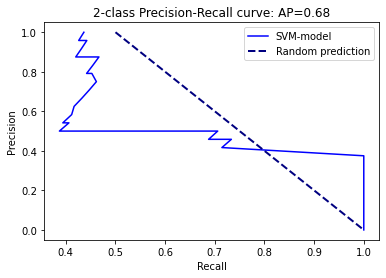 2-class Precision-Recall curve: AP=0.68
SVM-model
Random prediction
1.0
0.8
0.6
0.4
0.2
0.0
Precision
0.4 0.5 0.6 0.7 0.8 0.9 1.0
Recall